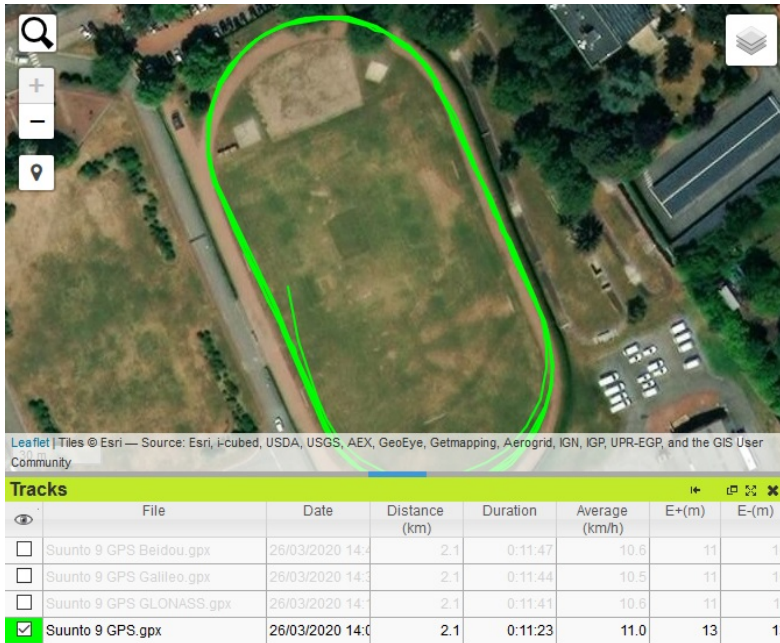 +
−
Leaflet | Tiles © Esri — Source: Esri, i-cubed, USDA, USGS, AEX, GeoEye, Getmapping, Aerogrid, IGN, IGP, UPR-EGP, and the GIS User
Community
30 m
Tracks
File Date Distance Duration Average E+(m) E-(m)
(km) (km/h)
Suunto 9 GPS Beidou.gpx 26/03/2020 14:4 2.1 0:11:47 10.6 11 1
Suunto 9 GPS Galileo.gpx 26/03/2020 14:3 2.1 0:11:44 10.5 11 1
Suunto 9 GPS GLONASS.gpx 26/03/2020 14:1 2.1 0:11:41 10.6 11 1
Suunto 9 GPS.gpx 26/03/2020 14:0 2.1 0:11:23 11.0 13 1